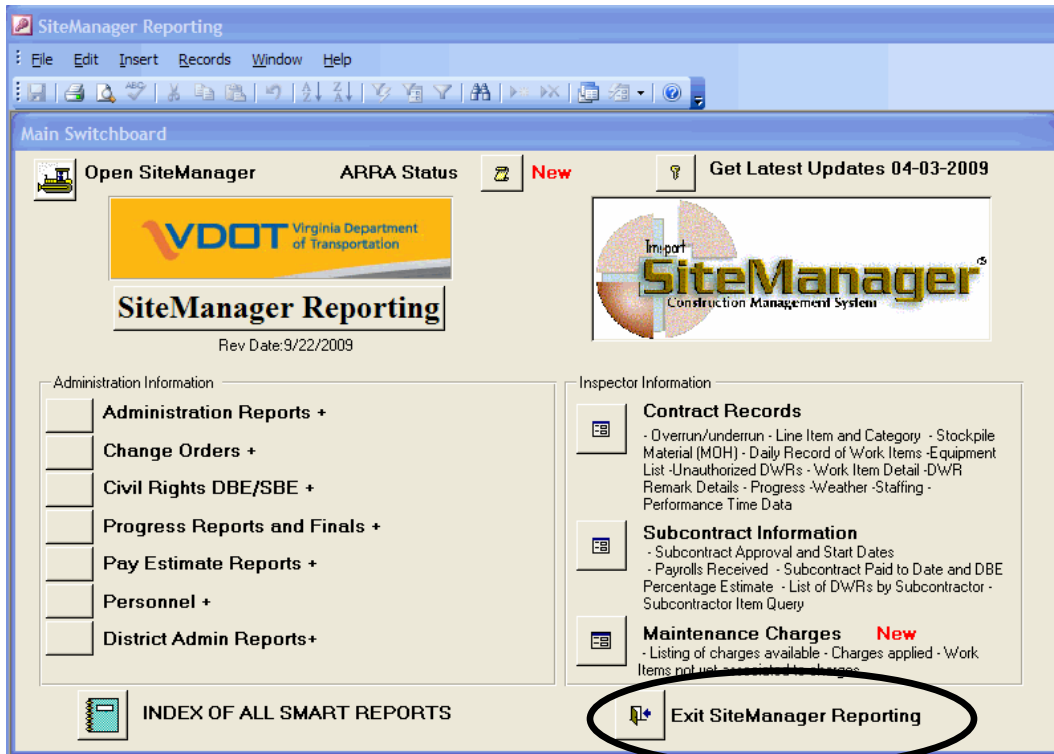 SiteManager Reporting
File Edit Insert Records Window Help
Main Switchboard
Open SiteManager ARRA Status New Get Latest Updates 04-03-2009
VDOT Virginia Department
of Transportation
Trns·port
SiteManager®
Construction Management System
SiteManager Reporting
Rev Date:9/22/2009
Administration Information
Administration Reports +
Change Orders +
Civil Rights DBE/SBE +
Progress Reports and Finals +
Pay Estimate Reports +
Personnel +
District Admin Reports+
Inspector Information
Contract Records
- Overrun/underrun - Line Item and Category - Stockpile
Material (MOH) - Daily Record of Work Items -Equipment
List -Unauthorized DWRs - Work Item Detail -DWR
Remark Details - Progress -Weather -Staffing -
Performance Time Data
Subcontract Information
- Subcontract Approval and Start Dates
- Payrolls Received - Subcontract Paid to Date and DBE
Percentage Estimate - List of DWRs by Subcontractor -
Subcontractor Item Query
Maintenance Charges New
- Listing of charges available - Charges applied - Work
Items not yet associated to charges
INDEX OF ALL SMART REPORTS
Exit SiteManager Reporting